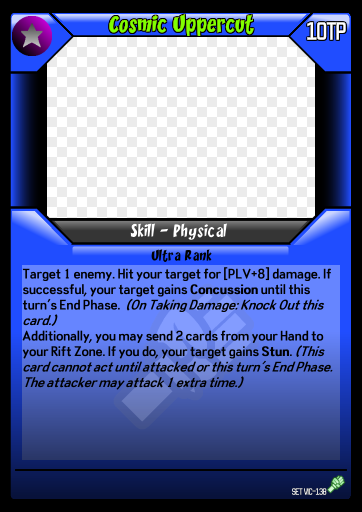 Cosmic Uppercut
10TP
Skill - Physical
Ultra Rank
Target 1 enemy. Hit your target for [PLV+8] damage. If
successful, your target gains Concussion until this
turn's End Phase. (On Taking Damage: Knock Out this
card.)
Additionally, you may send 2 cards from your Hand to
your Rift Zone. If you do, your target gains Stun. (This
card cannot act until attacked or this turn's End Phase.
The attacker may attack 1 extra time.)
SET VIC-138